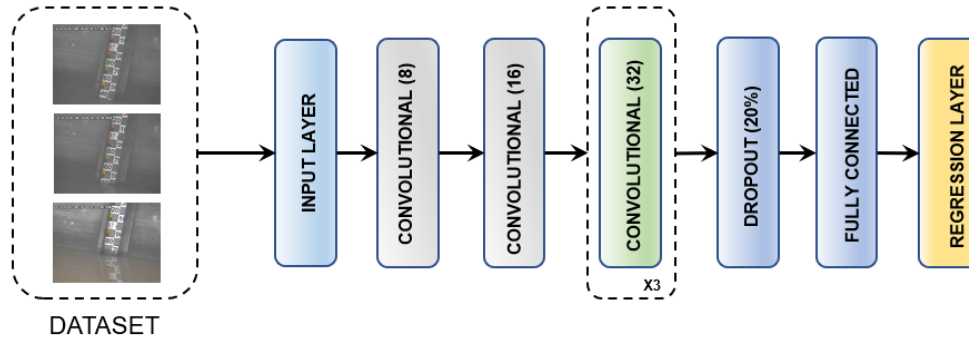 DATASET
INPUT LAYER
CONVOLUTIONAL (8)
CONVOLUTIONAL (16)
CONVOLUTIONAL (32)
X3
DROPOUT (20%)
FULLY CONNECTED
REGRESSION LAYER